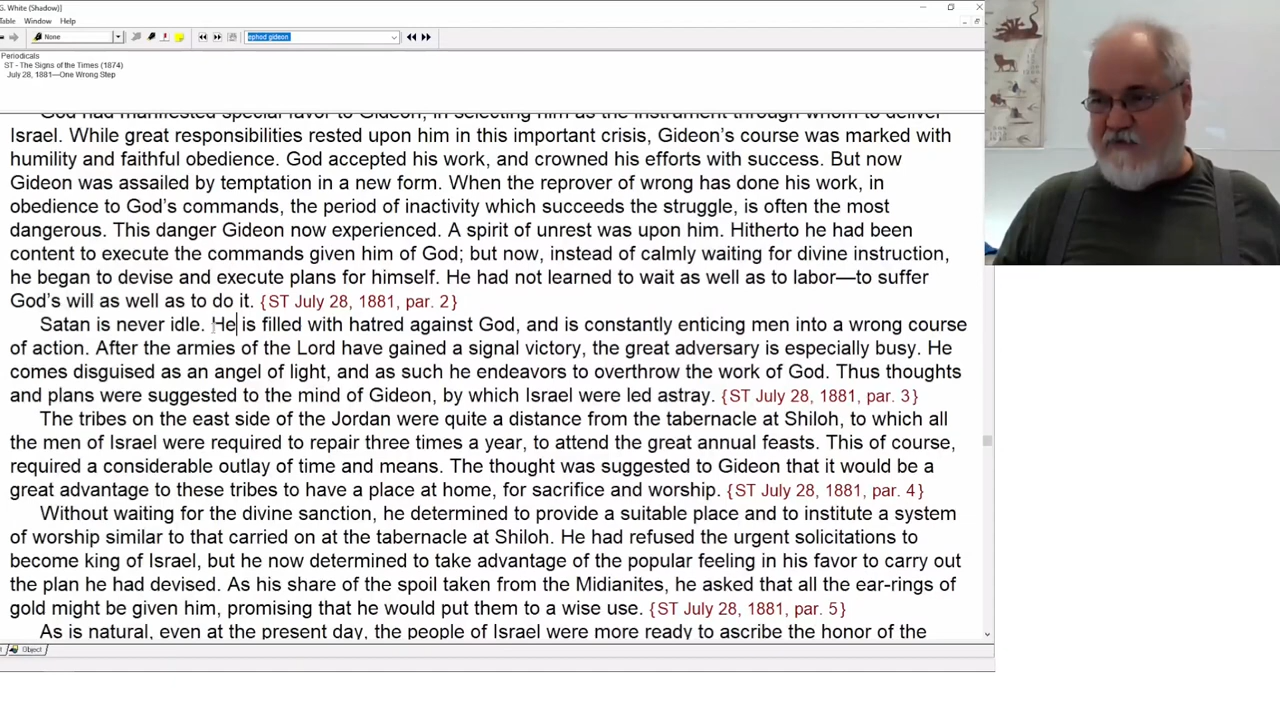 G. White (Shadow)]
Table Window Help
None
ephod gideon
Periodicals
ST - The Signs of the Times (1874)
July 28, 1881—One Wrong Step
God had manifested special favor to Gideon, in selecting him as the instrument through whom to deliver
Israel. While great responsibilities rested upon him in this important crisis, Gideon's course was marked with
humility and faithful obedience. God accepted his work, and crowned his efforts with success. But now
Gideon was assailed by temptation in a new form. When the reprover of wrong has done his work, in
obedience to God's commands, the period of inactivity which succeeds the struggle, is often the most
dangerous. This danger Gideon now experienced. A spirit of unrest was upon him. Hitherto he had been
content to execute the commands given him of God; but now, instead of calmly waiting for divine instruction,
he began to devise and execute plans for himself. He had not learned to wait as well as to labor—to suffer
God's will as well as to do it. {ST July 28, 1881, par. 2}
Satan is never idle. He is filled with hatred against God, and is constantly enticing men into a wrong course
of action. After the armies of the Lord have gained a signal victory, the great adversary is especially busy. He
comes disguised as an angel of light, and as such he endeavors to overthrow the work of God. Thus thoughts
and plans were suggested to the mind of Gideon, by which Israel were led astray. {ST July 28, 1881, par. 3}
The tribes on the east side of the Jordan were quite a distance from the tabernacle at Shiloh, to which all
the men of Israel were required to repair three times a year, to attend the great annual feasts. This of course,
required a considerable outlay of time and means. The thought was suggested to Gideon that it would be a
great advantage to these tribes to have a place at home, for sacrifice and worship. {ST July 28, 1881, par. 4}
Without waiting for the divine sanction, he determined to provide a suitable place and to institute a system
of worship similar to that carried on at the tabernacle at Shiloh. He had refused the urgent solicitations to
become king of Israel, but he now determined to take advantage of the popular feeling in his favor to carry out
the plan he had devised. As his share of the spoil taken from the Midianites, he asked that all the ear-rings of
gold might be given him, promising that he would put them to a wise use. {ST July 28, 1881, par. 5}
As is natural, even at the present day, the people of Israel were more ready to ascribe the honor of the
Object